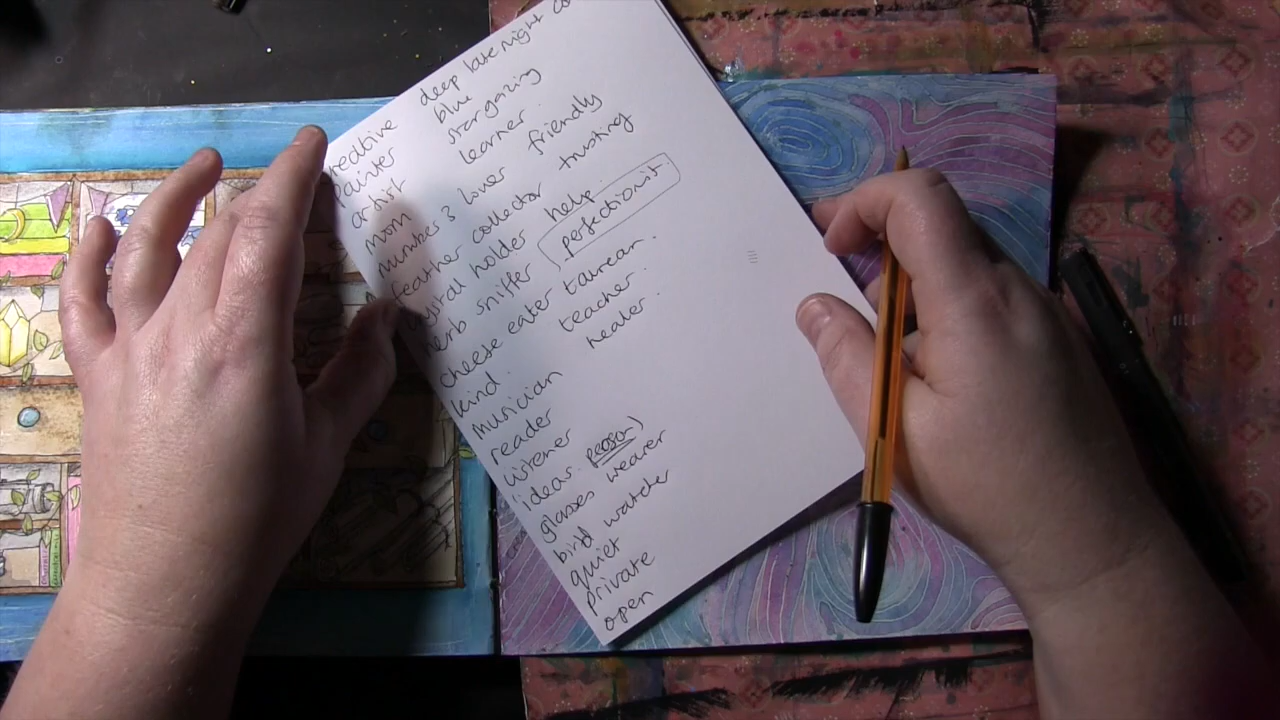 deep late night
blue
star gazing
learner.
creative
painter
artist
mom
number 3 lover friendly
feather collector trusting
crystal holder help.
herb sniffer perfectionist.
cheese eater taurean.
kind. teacher.
healer.
musician
reader
listener
ideas. person)
glasses wearer
bird watcher
quiet
private
open